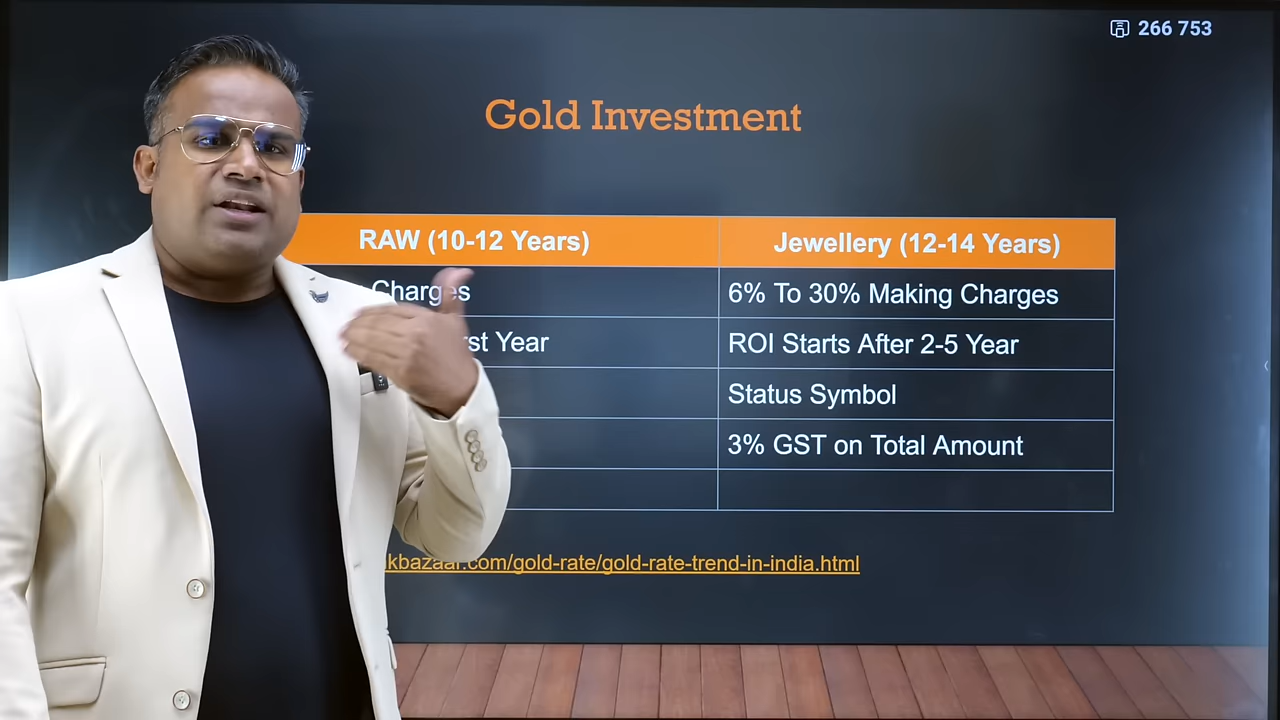 266 753
Gold Investment
RAW (10-12 Years)
Jewellery (12-14 Years)
Charges
6% To 30% Making Charges
Year
ROI Starts After 2-5 Year
Status Symbol
3% GST on Total Amount
.com/gold-rate/gold-rate-trend-in-india.html